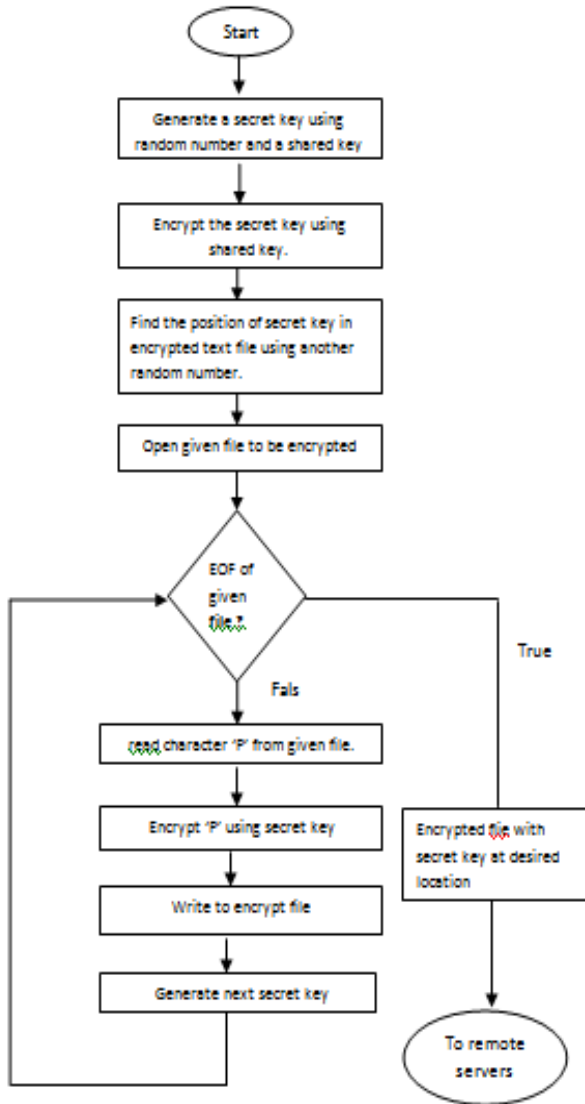 Start
Generate a secret key using
random number and a shared key
Encrypt the secret key using
shared key.
Find the position of secret key in
encrypted text file using another
random number.
Open given file to be encrypted
EOF of
given
file.?
True
Fals
read character ‘P’ from given file.
Encrypt ‘P’ using secret key
Write to encrypt file
Generate next secret key
Encrypted file with
secret key at desired
location
To remote
servers